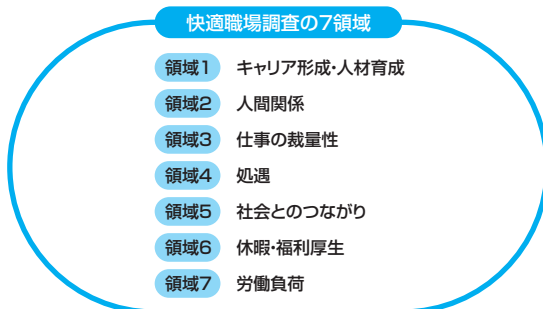 快適職場調査の7領域
領域1 キャリア形成・人材育成
領域2 人間関係
領域3 仕事の裁量性
領域4 処遇
領域5 社会とのつながり
領域6 休暇・福利厚生
領域7 労働負荷